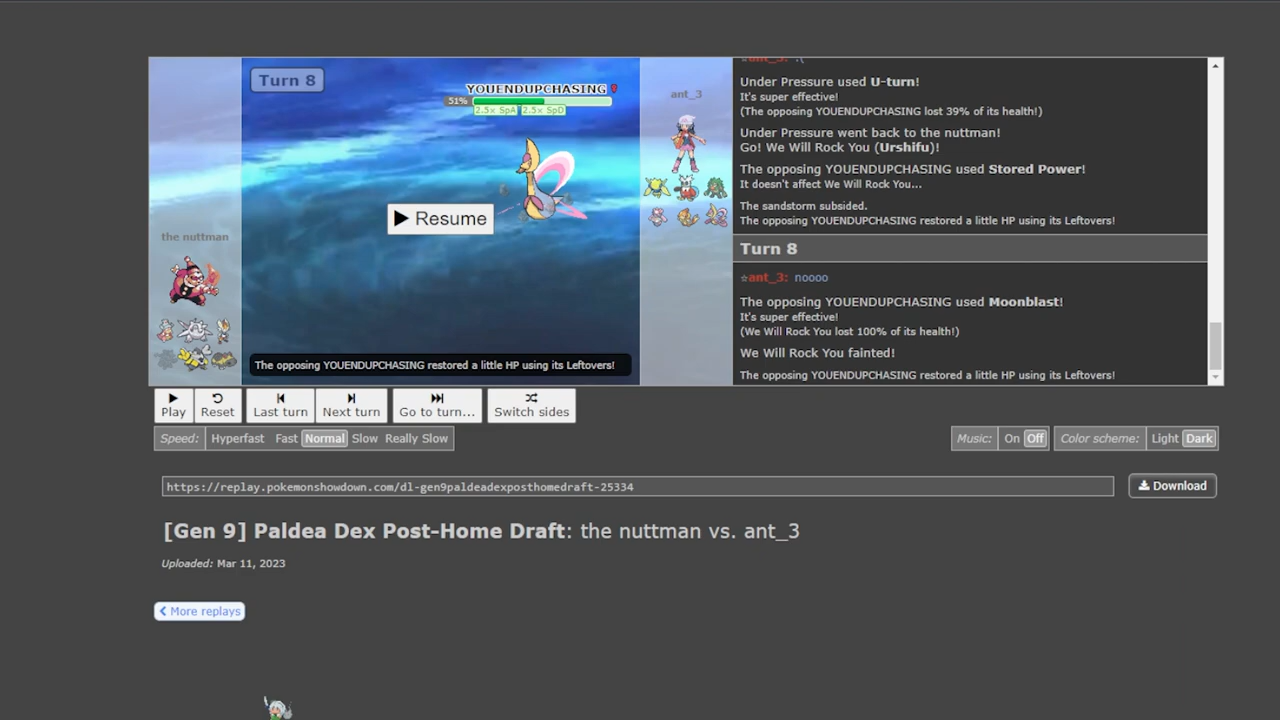 Turn 8
YOUENDUPCHASING
51%
2.5x SpA 2.5x SpD
Resume
the nuttman
The opposing YOUENDUPCHASING restored a little HP using its Leftovers!
ant_3
☆ant_3: :(
Under Pressure used U-turn!
It's super effective!
(The opposing YOUENDUPCHASING lost 39% of its health!)
Under Pressure went back to the nuttman!
Go! We Will Rock You (Urshifu)!
The opposing YOUENDUPCHASING used Stored Power!
It doesn't affect We Will Rock You...
The sandstorm subsided.
The opposing YOUENDUPCHASING restored a little HP using its Leftovers!
Turn 8
☆ant_3: noooo
The opposing YOUENDUPCHASING used Moonblast!
It's super effective!
(We Will Rock You lost 100% of its health!)
We Will Rock You fainted!
The opposing YOUENDUPCHASING restored a little HP using its Leftovers!
Play Reset Last turn Next turn Go to turn... Switch sides
Speed: Hyperfast Fast Normal Slow Really Slow
Music: On Off Color scheme: Light Dark
https://replay.pokemonshowdown.com/dl-gen9paldeadexposthomedraft-25334
Download
[Gen 9] Paldea Dex Post-Home Draft: the nuttman vs. ant_3
Uploaded: Mar 11, 2023
More replays